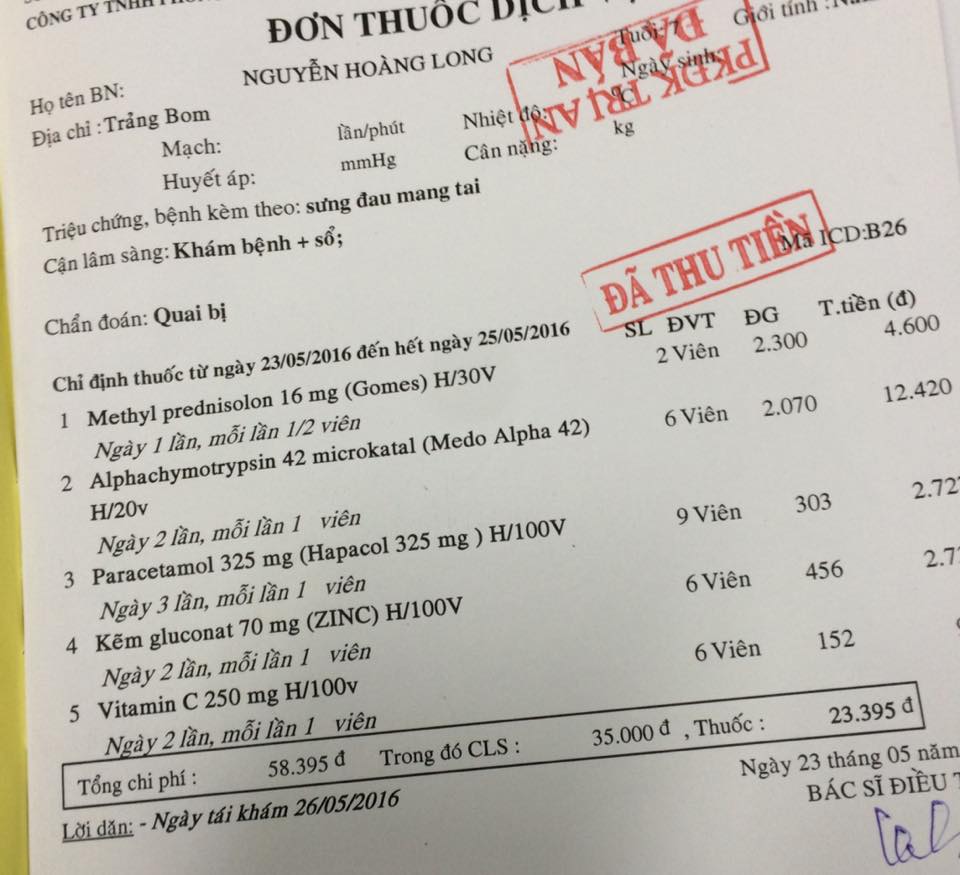 CÔNG TY TNHH
ĐƠN THUỐC DỊCH
Họ tên BN: NGUYỄN HOÀNG LONG Tuổi: 7 Giới tính :
Ngày sinh:
Địa chỉ : Trảng Bom
Mạch: lần/phút Nhiệt độ: °C
Huyết áp: mmHg Cân nặng: kg
PKĐK TRỊ AN
ĐÃ BÁN
Triệu chứng, bệnh kèm theo: sưng đau mang tai
Cận lâm sàng: Khám bệnh + sổ;
ĐÃ THU TIỀN
Chẩn đoán: Quai bị Mã ICD:B26
Chỉ định thuốc từ ngày 23/05/2016 đến hết ngày 25/05/2016 SL ĐVT ĐG T.tiền (đ)
1 Methyl prednisolon 16 mg (Gomes) H/30V 2 Viên 2.300 4.600
Ngày 1 lần, mỗi lần 1/2 viên
2 Alphachymotrypsin 42 microkatal (Medo Alpha 42) 6 Viên 2.070 12.420
H/20v
Ngày 2 lần, mỗi lần 1 viên
3 Paracetamol 325 mg (Hapacol 325 mg ) H/100V 9 Viên 303 2.727
Ngày 3 lần, mỗi lần 1 viên
4 Kẽm gluconat 70 mg (ZINC) H/100V 6 Viên 456 2.7
Ngày 2 lần, mỗi lần 1 viên
5 Vitamin C 250 mg H/100v 6 Viên 152
Ngày 2 lần, mỗi lần 1 viên
Tổng chi phí : 58.395 đ Trong đó CLS : 35.000 đ , Thuốc : 23.395 đ
Lời dặn: - Ngày tái khám 26/05/2016
Ngày 23 tháng 05 năm
BÁC SĨ ĐIỀU